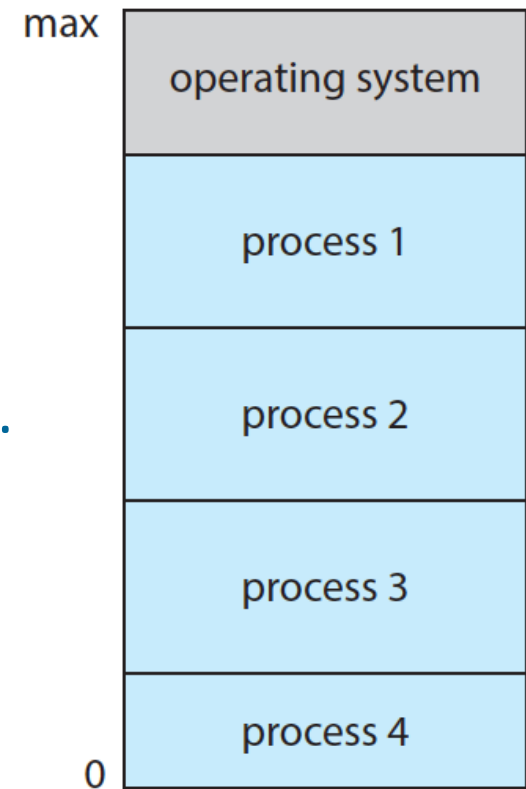 max
operating system
process 1
process 2
.
process 3
process 4
0